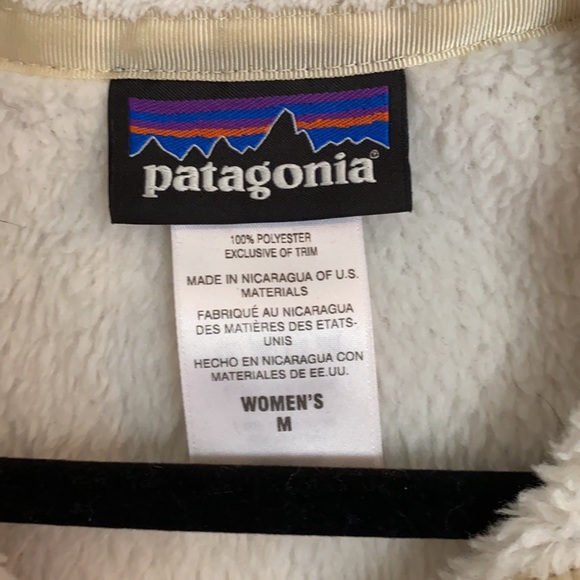 patagonia®
100% POLYESTER
EXCLUSIVE OF TRIM
MADE IN NICARAGUA OF U.S.
MATERIALS
FABRIQUÉ AU NICARAGUA
DES MATIÈRES DES ETATS-
UNIS
HECHO EN NICARAGUA CON
MATERIALES DE EE.UU.
WOMEN'S
M